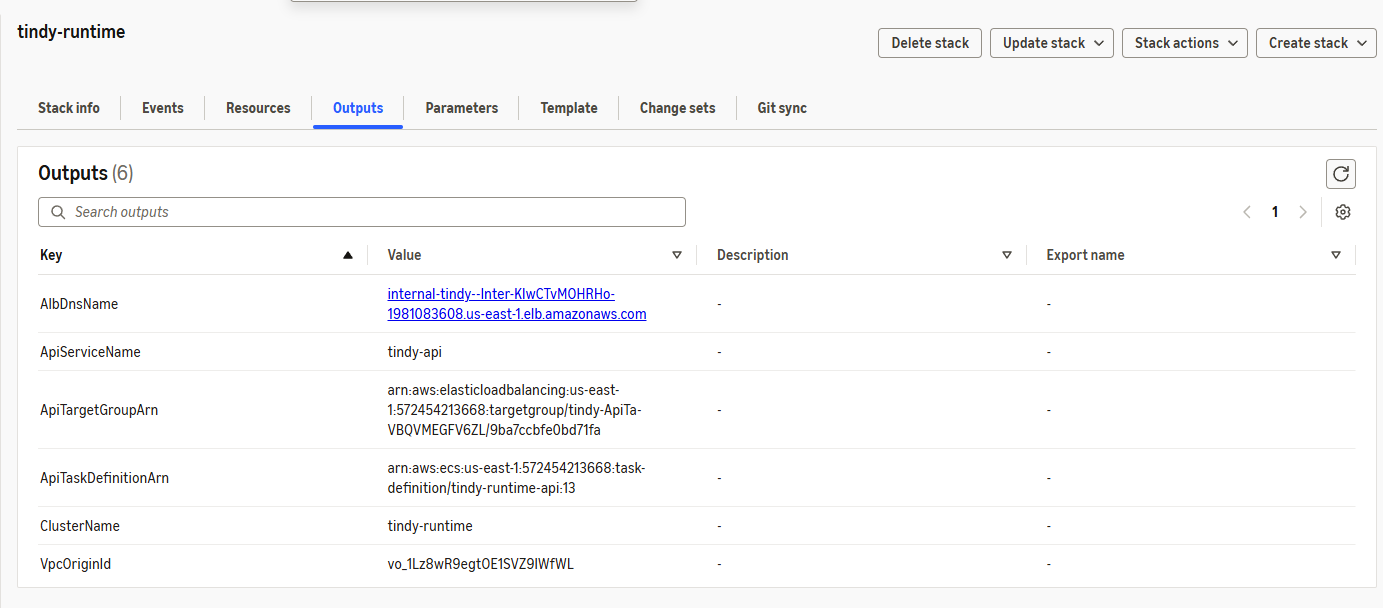 tindy-runtime
Delete stack
Update stack
Stack actions
Create stack
Stack info
Events
Resources
Outputs
Parameters
Template
Change sets
Git sync
Outputs (6)
Search outputs
1
Key
Value
Description
Export name
AlbDnsName
internal-tindy--Inter-KlwCTvMOHRHo-
1981083608.us-east-1.elb.amazonaws.com
-
-
ApiServiceName
tindy-api
-
-
ApiTargetGroupArn
arn:aws:elasticloadbalancing:us-east-
1:572454213668:targetgroup/tindy-ApiTa-
VBQVMEGFV6ZL/9ba7ccbfe0bd71fa
-
-
ApiTaskDefinitionArn
arn:aws:ecs:us-east-1:572454213668:task-
definition/tindy-runtime-api:13
-
-
ClusterName
tindy-runtime
-
-
VpcOriginId
vo_1Lz8wR9egtOE1SVZ9lWfWL
-
-